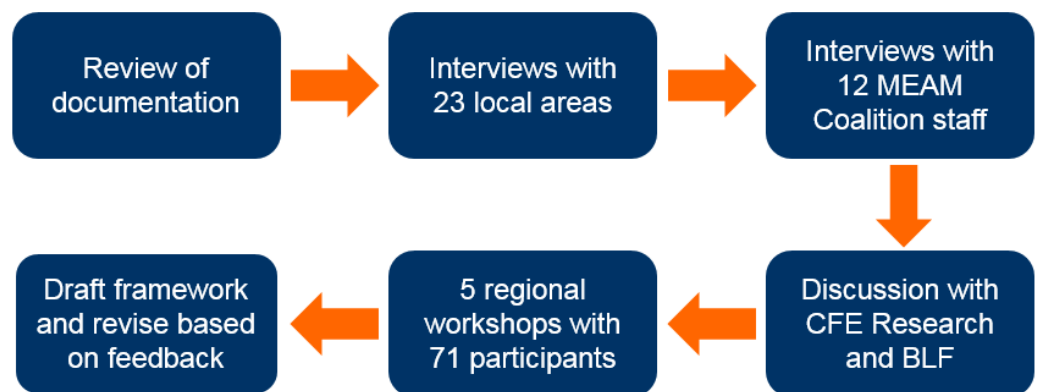 Review of
documentation
Interviews with
23 local areas
Interviews with
12 MEAM
Coalition staff
Discussion with
CFE Research
and BLF
5 regional
workshops with
71 participants
Draft framework
and revise based
on feedback